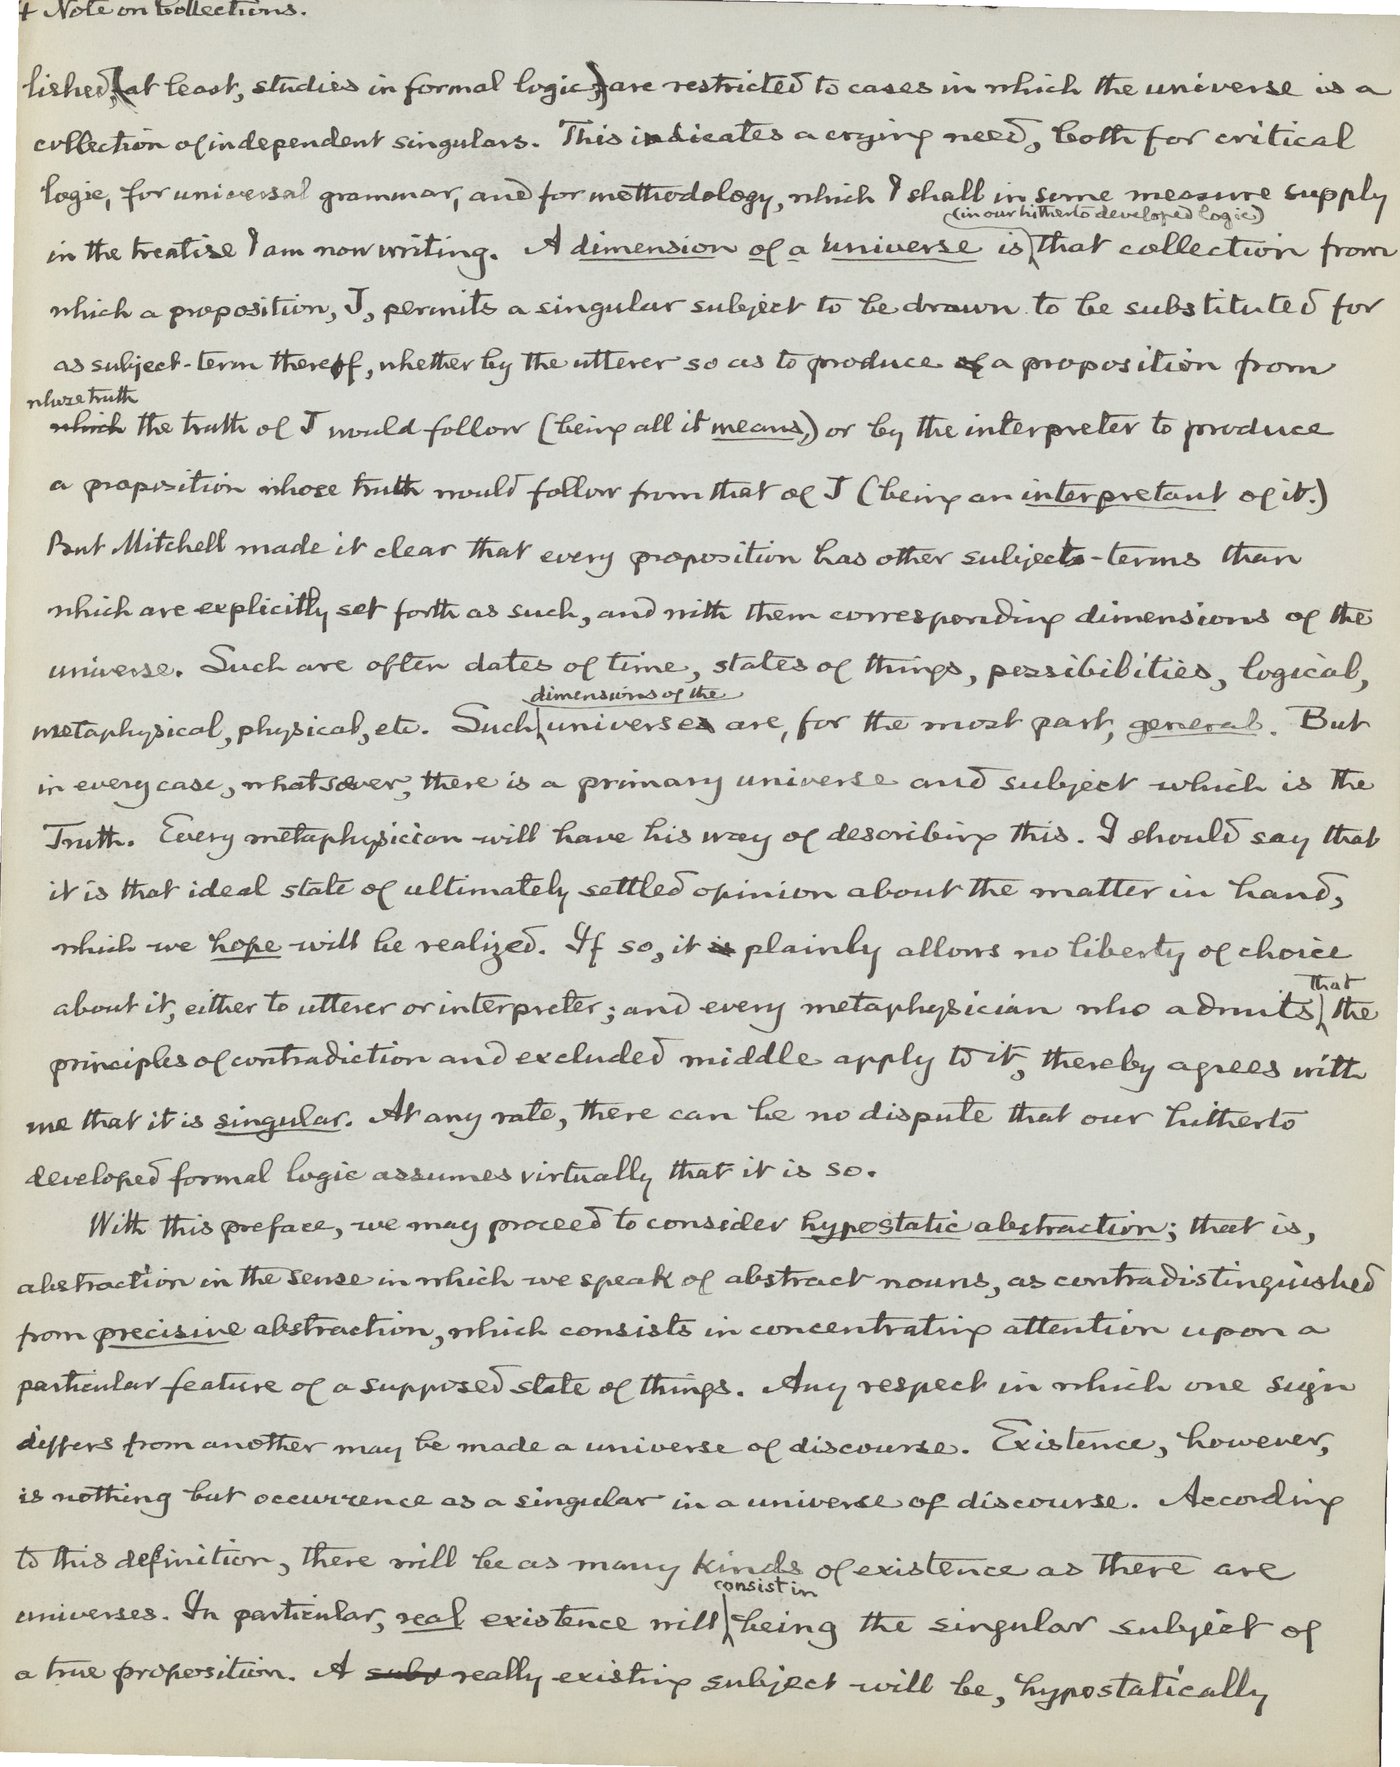 4 Note on Collections.
lished, (at least, studies in formal logic,) are restricted to cases in which the universe is a
collection of independent singulars. This indicates a crying need, both for critical
logic, for universal grammar, and for methodology, which I shall in some measure supply
(in our hitherto developed logic)
in the treatise I am now writing. A dimension of a universe is that collection from
which a proposition, J, permits a singular subject to be drawn to be substituted for
as subject-term thereof, whether by the utterer so as to produce of a proposition from
whose truth
which the truth of J would follow (being all it means,) or by the interpreter to produce
a proposition whose truth would follow from that of J (being an interpretant of it.)
But Mitchell made it clear that every proposition has other subjects-terms than
which are explicitly set forth as such, and with them corresponding dimensions of the
universe. Such are often dates of time, states of things, possibilities, logical,
dimensions of the
metaphysical, physical, etc. Such universes are, for the most part, general. But
in every case, whatsoever, there is a primary universe and subject which is the
Truth. Every metaphysician will have his way of describing this. I should say that
it is that ideal state of ultimately settled opinion about the matter in hand,
which we hope will be realized. If so, it is plainly allows no liberty of choice
that
about it, either to utterer or interpreter; and every metaphysician who admits the
principles of contradiction and excluded middle apply to it, thereby agrees with
me that it is singular. At any rate, there can be no dispute that our hitherto
developed formal logic assumes virtually that it is so.
With this preface, we may proceed to consider hypostatic abstraction; that is,
abstraction in the sense in which we speak of abstract nouns, as contradistinguished
from precisive abstraction, which consists in concentrating attention upon a
particular feature of a supposed state of things. Any respect in which one sign
differs from another may be made a universe of discourse. Existence, however,
is nothing but occurrence as a singular in a universe of discourse. According
to this definition, there will be as many kinds of existence as there are
consist in
universes. In particular, real existence will being the singular subject of
a true proposition. A subj really existing subject will be, hypostatically